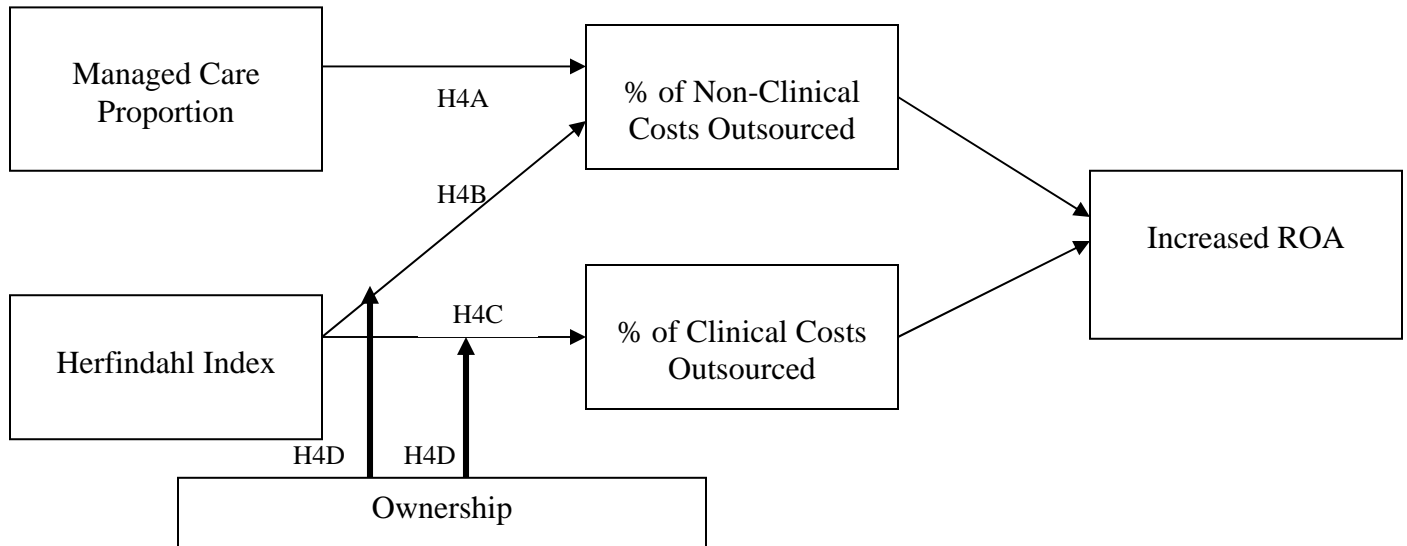 Managed Care
Proportion
H4A
% of Non-Clinical
Costs Outsourced
H4B
Increased ROA
Herfindahl Index
H4C
% of Clinical Costs
Outsourced
H4D
H4D
Ownership